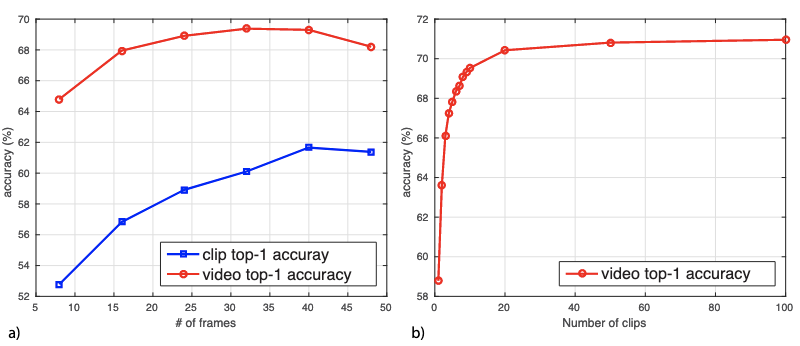 70
68
66
64
62
60
58
56
54
52
5 10 15 20 25 30 35 40 45 50
accuracy (%)
# of frames
clip top-1 accuray
video top-1 accuracy
a)
72
70
68
66
64
62
60
58
0 20 40 60 80 100
accuracy (%)
Number of clips
video top-1 accuracy
b)